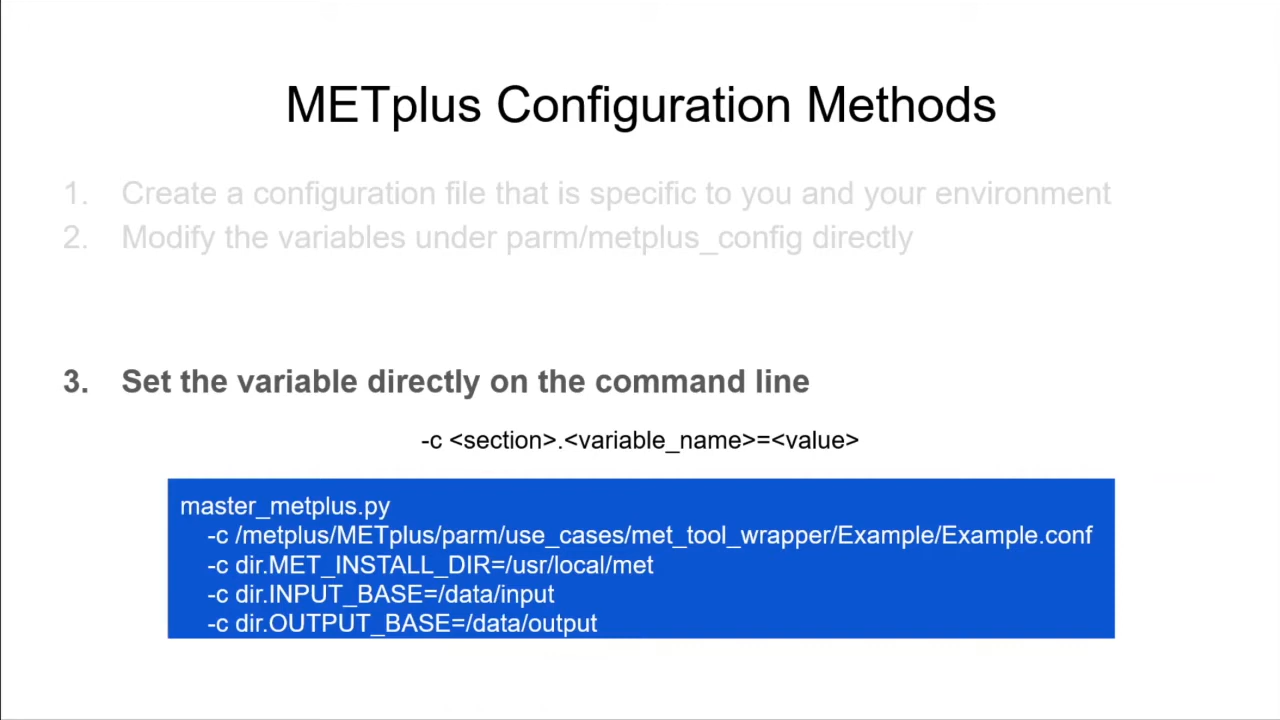 METplus Configuration Methods
1. Create a configuration file that is specific to you and your environment
2. Modify the variables under parm/metplus_config directly
3. Set the variable directly on the command line
-c <section>.<variable_name>=<value>
master_metplus.py
-c /metplus/METplus/parm/use_cases/met_tool_wrapper/Example/Example.conf
-c dir.MET_INSTALL_DIR=/usr/local/met
-c dir.INPUT_BASE=/data/input
-c dir.OUTPUT_BASE=/data/output